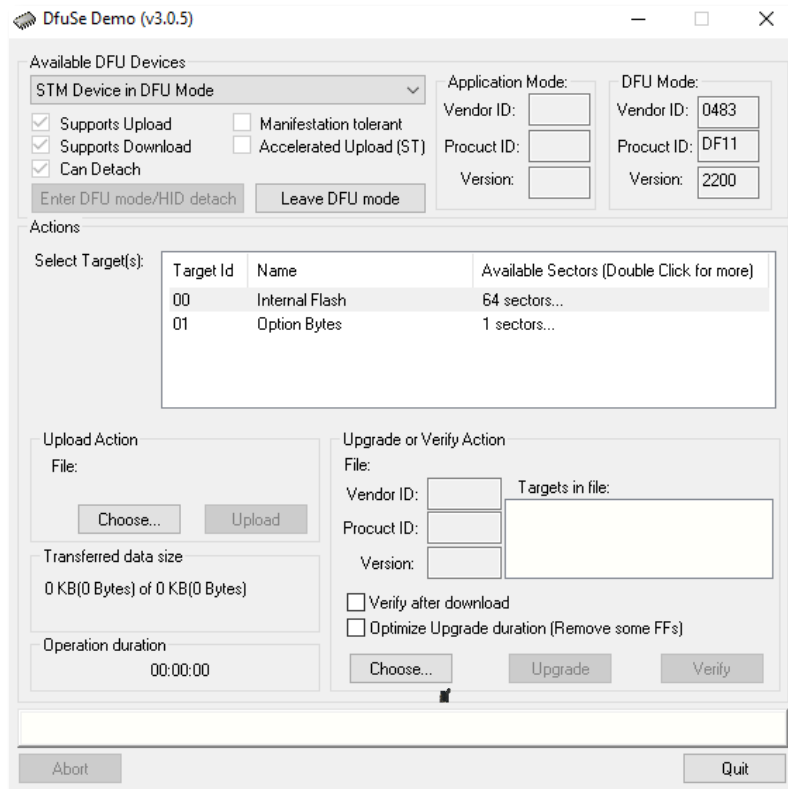 DfuSe Demo (v3.0.5)
Available DFU Devices
STM Device in DFU Mode
Supports Upload
Manifestation tolerant
Supports Download
Accelerated Upload (ST)
Can Detach
Enter DFU mode/HID detach
Leave DFU mode
Application Mode:
Vendor ID:
Procuct ID:
Version:
DFU Mode:
Vendor ID: 0483
Procuct ID: DF11
Version: 2200
Actions
Select Target(s):
Target Id Name Available Sectors (Double Click for more)
00 Internal Flash 64 sectors...
01 Option Bytes 1 sectors...
Upload Action
File:
Choose... Upload
Transferred data size
0 KB(0 Bytes) of 0 KB(0 Bytes)
Operation duration
00:00:00
Upgrade or Verify Action
File:
Vendor ID:
Procuct ID:
Version:
Targets in file:
Verify after download
Optimize Upgrade duration (Remove some FFs)
Choose... Upgrade Verify
Abort Quit